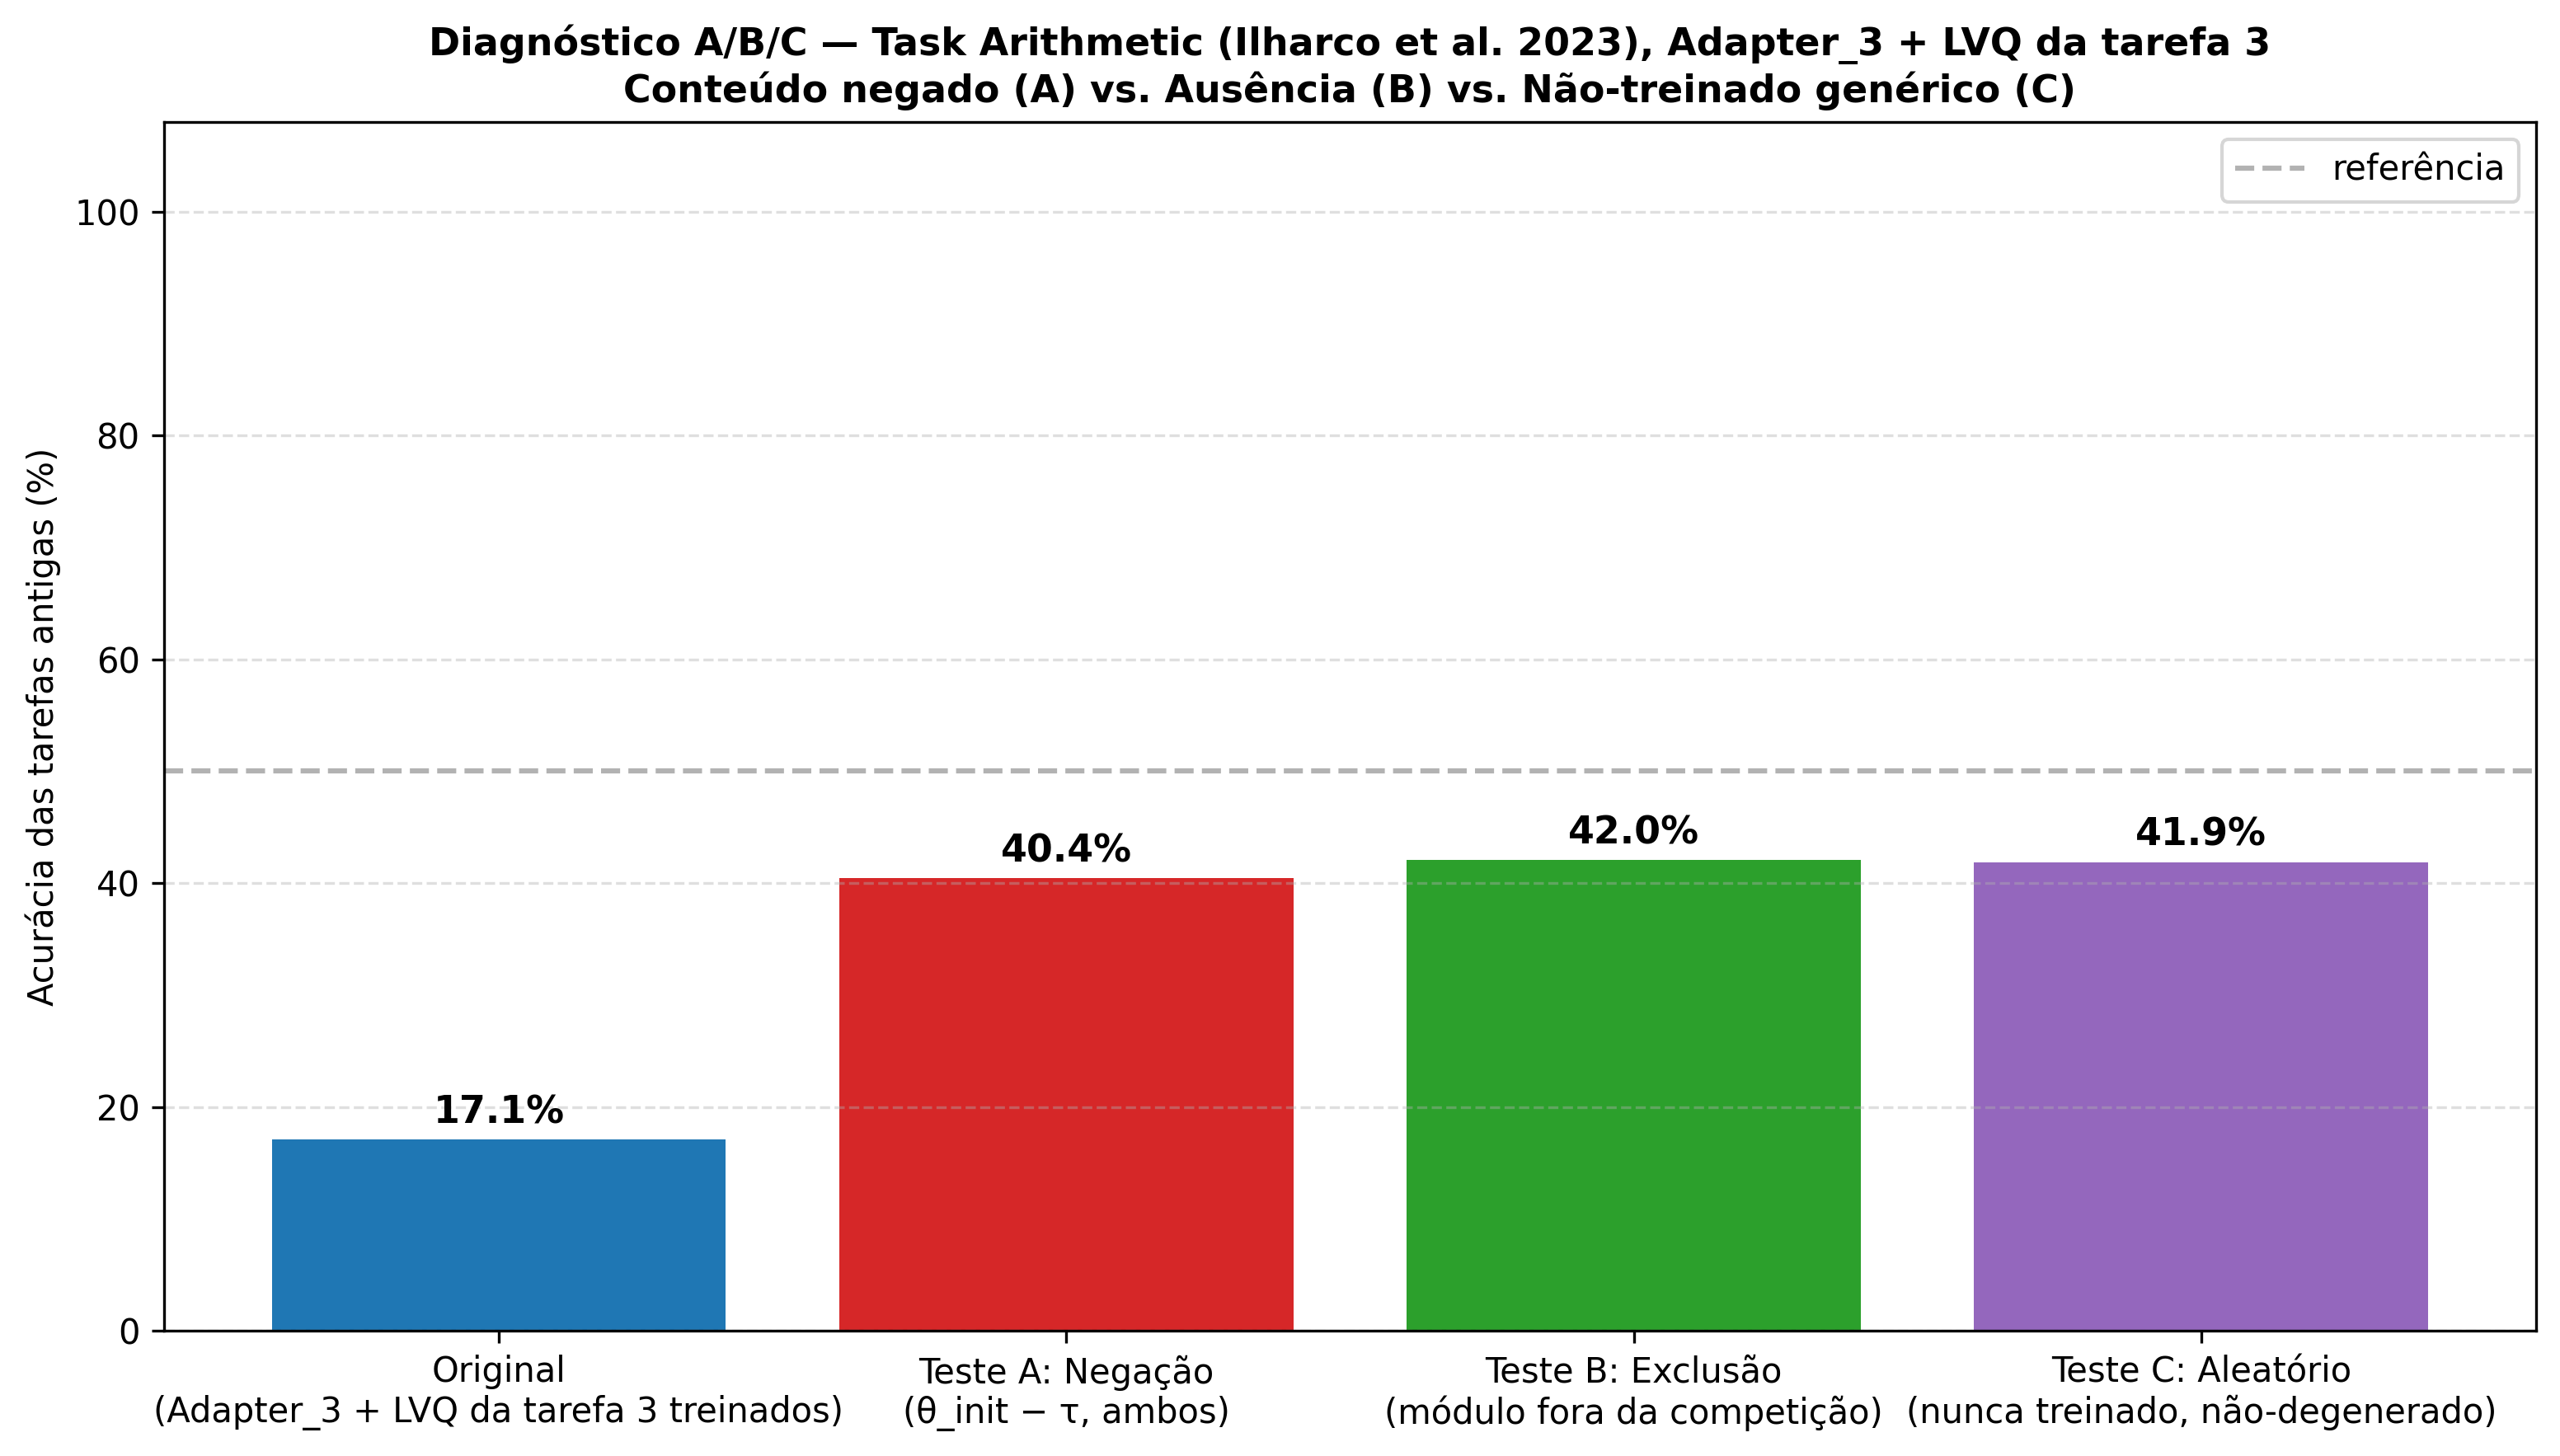 Diagnóstico A/B/C — Task Arithmetic (Ilharco et al. 2023), Adapter_3 + LVQ da tarefa 3
Conteúdo negado (A) vs. Ausência (B) vs. Não-treinado genérico (C)
referência
Acurácia das tarefas antigas (%)
100
80
60
40
20
0
17.1%
40.4%
42.0%
41.9%
Original
(Adapter_3 + LVQ da tarefa 3 treinados)
Teste A: Negação
(θ_init − τ, ambos)
Teste B: Exclusão
(módulo fora da competição)
Teste C: Aleatório
(nunca treinado, não-degenerado)